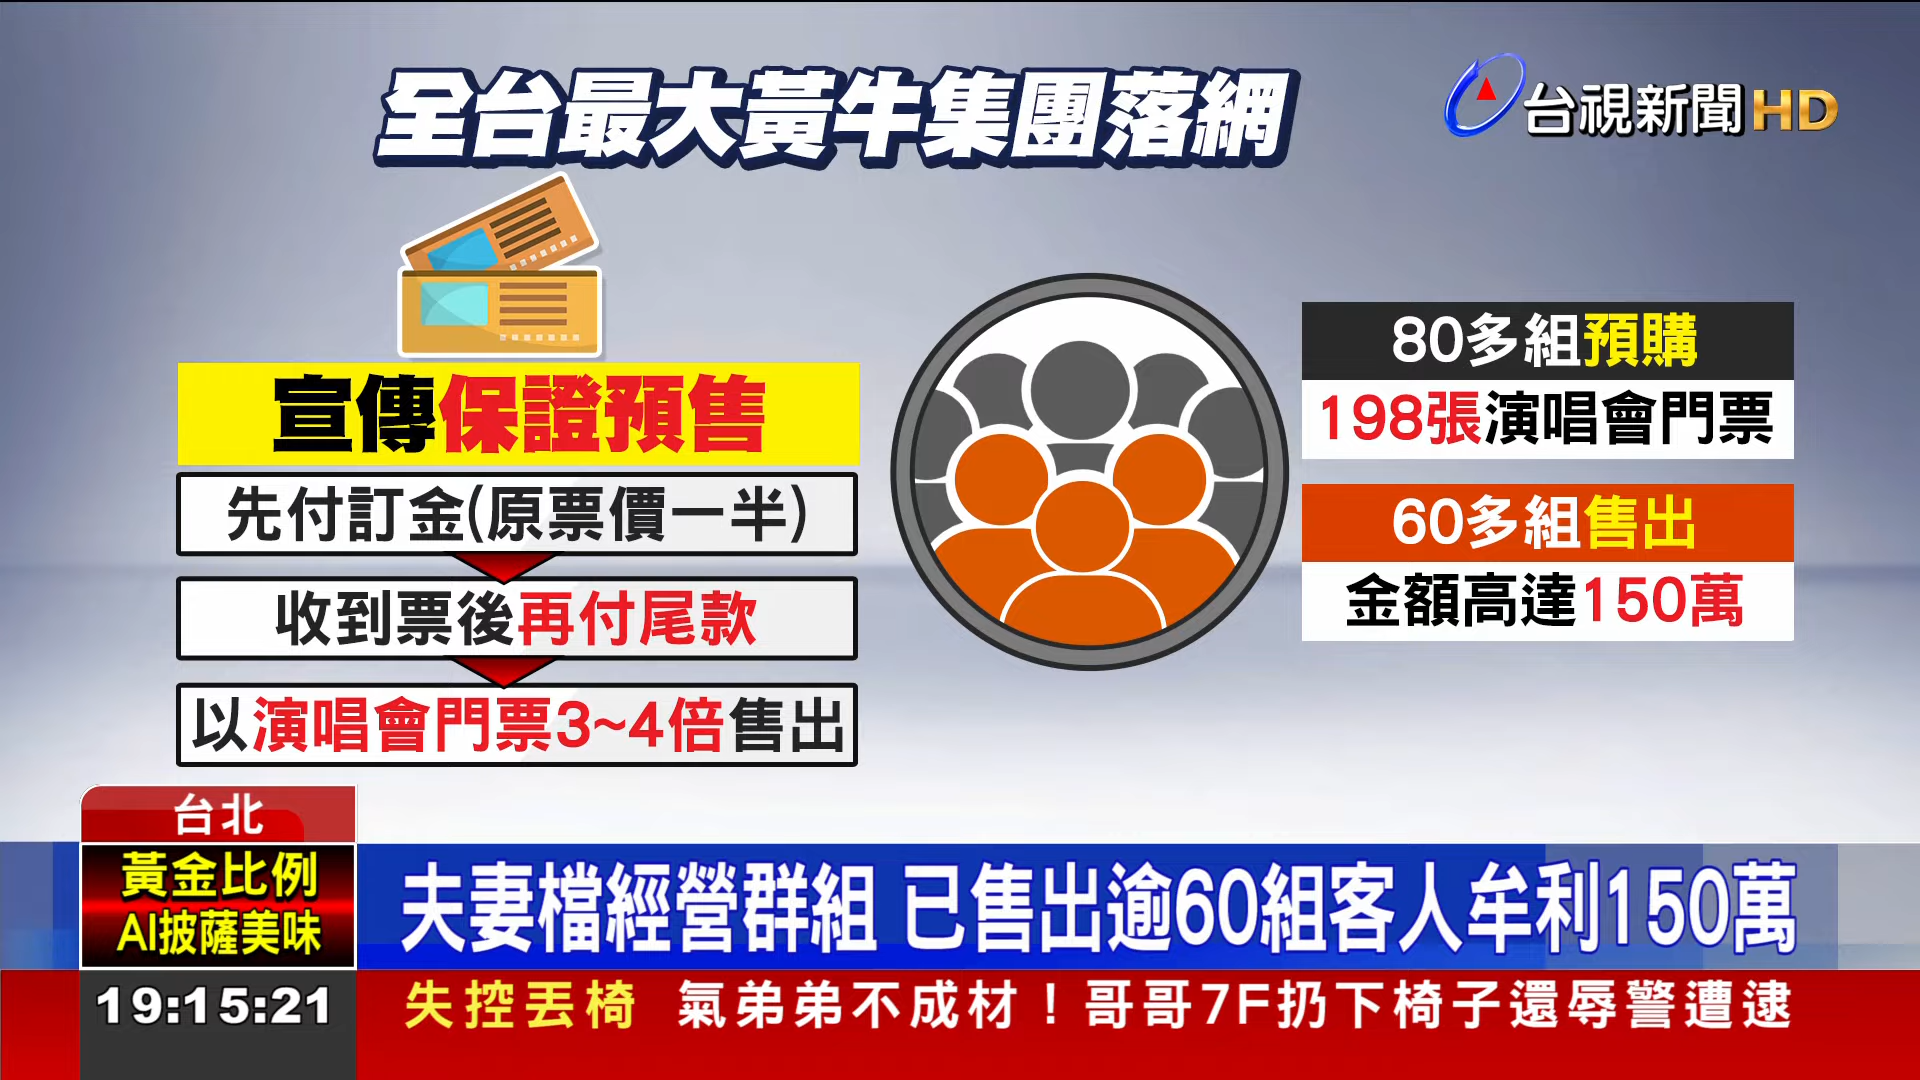 全台最大黃牛集團落網
台視新聞HD
宣傳保證預售
先付訂金(原票價一半)
收到票後再付尾款
以演唱會門票3~4倍售出
80多組預購
198張演唱會門票
60多組售出
金額高達150萬
台北
黃金比例
AI披薩美味
夫妻檔經營群組 已售出逾60組客人牟利150萬
19:15:21
失控丟椅 氣弟弟不成材！哥哥7F扔下椅子還辱警遭逮